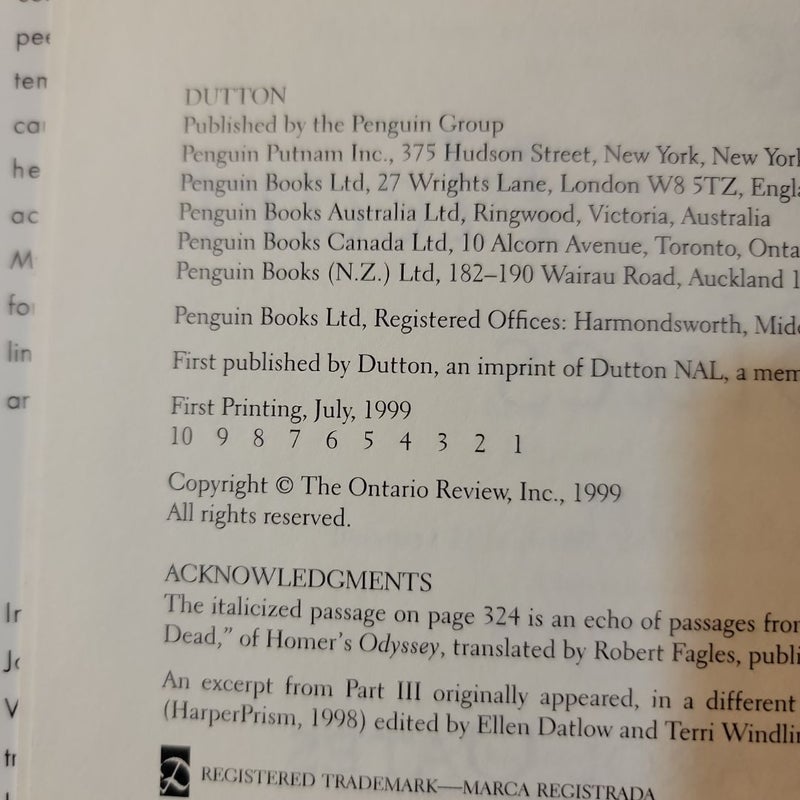 DUTTON
Published by the Penguin Group
Penguin Putnam Inc., 375 Hudson Street, New York, New York
Penguin Books Ltd, 27 Wrights Lane, London W8 5TZ, Engla
Penguin Books Australia Ltd, Ringwood, Victoria, Australia
Penguin Books Canada Ltd, 10 Alcorn Avenue, Toronto, Onta
Penguin Books (N.Z.) Ltd, 182–190 Wairau Road, Auckland 1
Penguin Books Ltd, Registered Offices: Harmondsworth, Midd
First published by Dutton, an imprint of Dutton NAL, a mem
First Printing, July, 1999
10 9 8 7 6 5 4 3 2 1
Copyright © The Ontario Review, Inc., 1999
All rights reserved.
ACKNOWLEDGMENTS
The italicized passage on page 324 is an echo of passages from
Dead,” of Homer’s Odyssey, translated by Robert Fagles, publi
An excerpt from Part III originally appeared, in a different
(HarperPrism, 1998) edited by Ellen Datlow and Terri Windlin
REGISTERED TRADEMARK—MARCA REGISTRADA